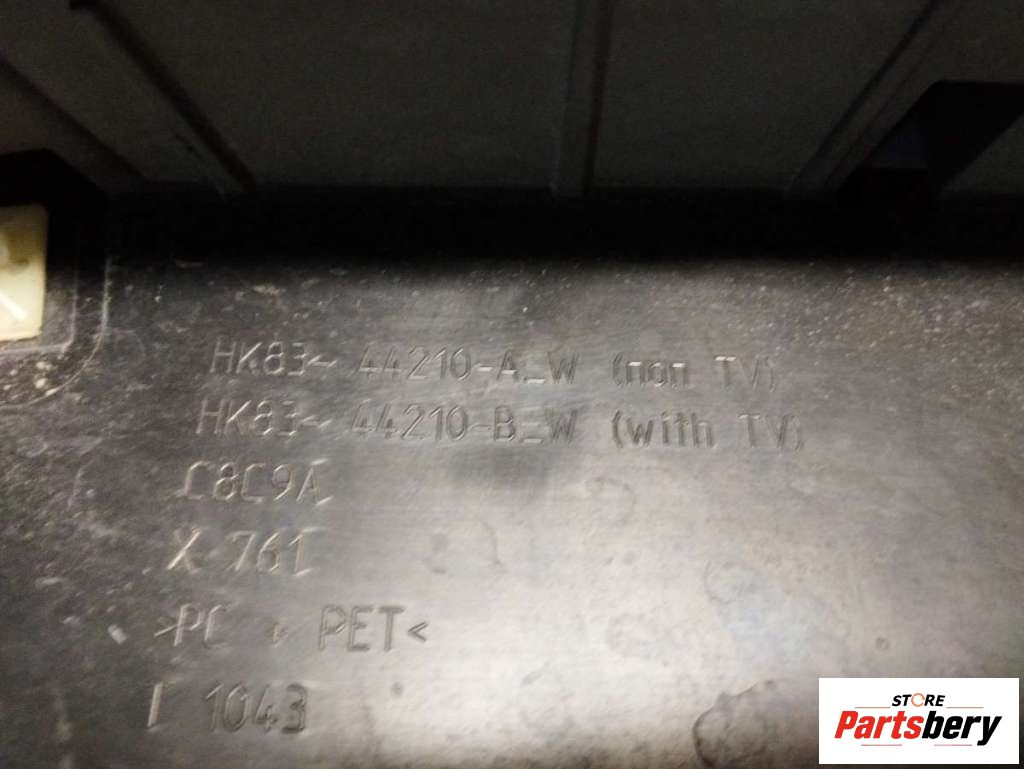 HK83- 44210-A_W (non TV)
HK83- 44210-B_W (with TV)
C8C9A
X 761
>PC + PET<
T 1043
STORE
Partsbery